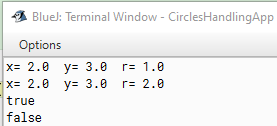 BlueJ: Terminal Window - CirclesHandlingApp
Options
x= 2.0  y= 3.0  r= 1.0
x= 2.0  y= 3.0  r= 2.0
true
false